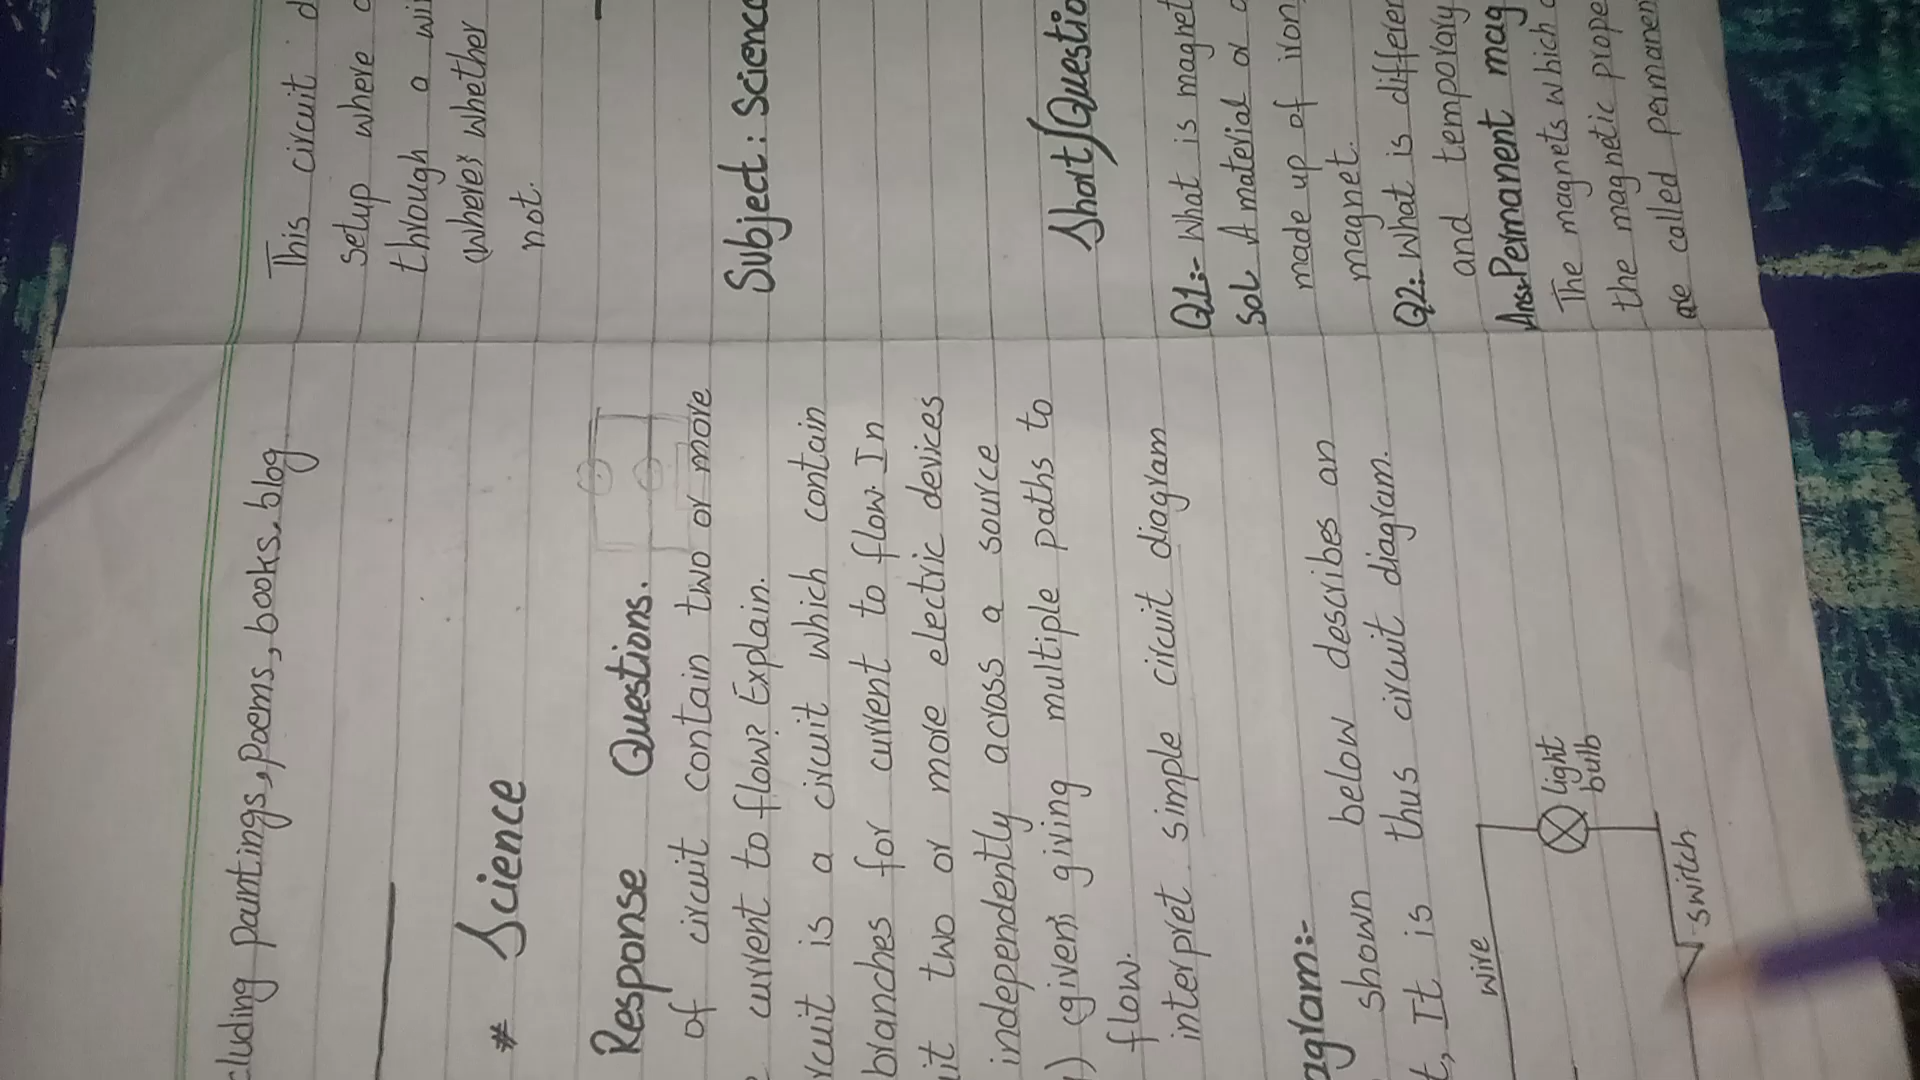 cluding paintings, poems, books, blog
* Science
Response Questions.
of circuit contain two or more
current to flow? Explain.
rcuit is a circuit which contain
branches for current to flow. In
it two or more electric devices
independently across a source
(given giving multiple paths to
flow.
interpret simple circuit diagram
agram:-
shown below describes an
t, It is thus circuit diagram.
wire
light
bulb
switch
This circuit d
setup where
through a wi
whether
not.
Subject: Science
Short/Questio
Q1:- What is magnet
Sol A material or o
made up of iron,
magnet.
Q2:- What is differen
and temporary
Ans:- Permanent mag
The magnets which
the magnetic prope
are called permanen